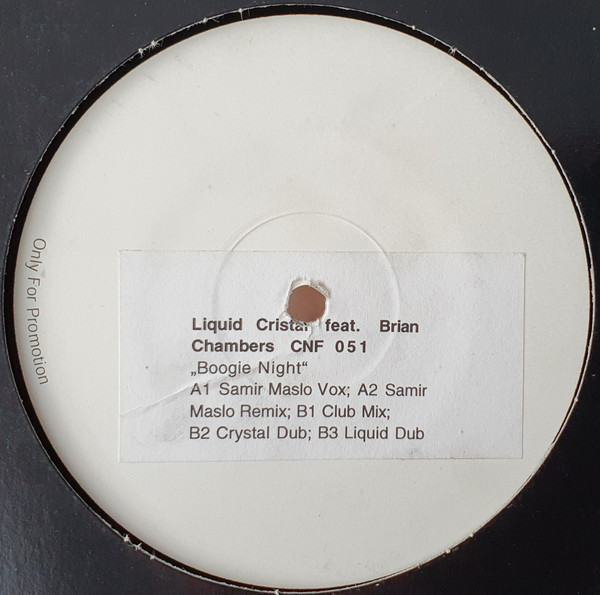 Only For Promotion
Liquid Cristal feat. Brian
Chambers CNF 051
„Boogie Night“
A1 Samir Maslo Vox; A2 Samir
Maslo Remix; B1 Club Mix;
B2 Crystal Dub; B3 Liquid Dub